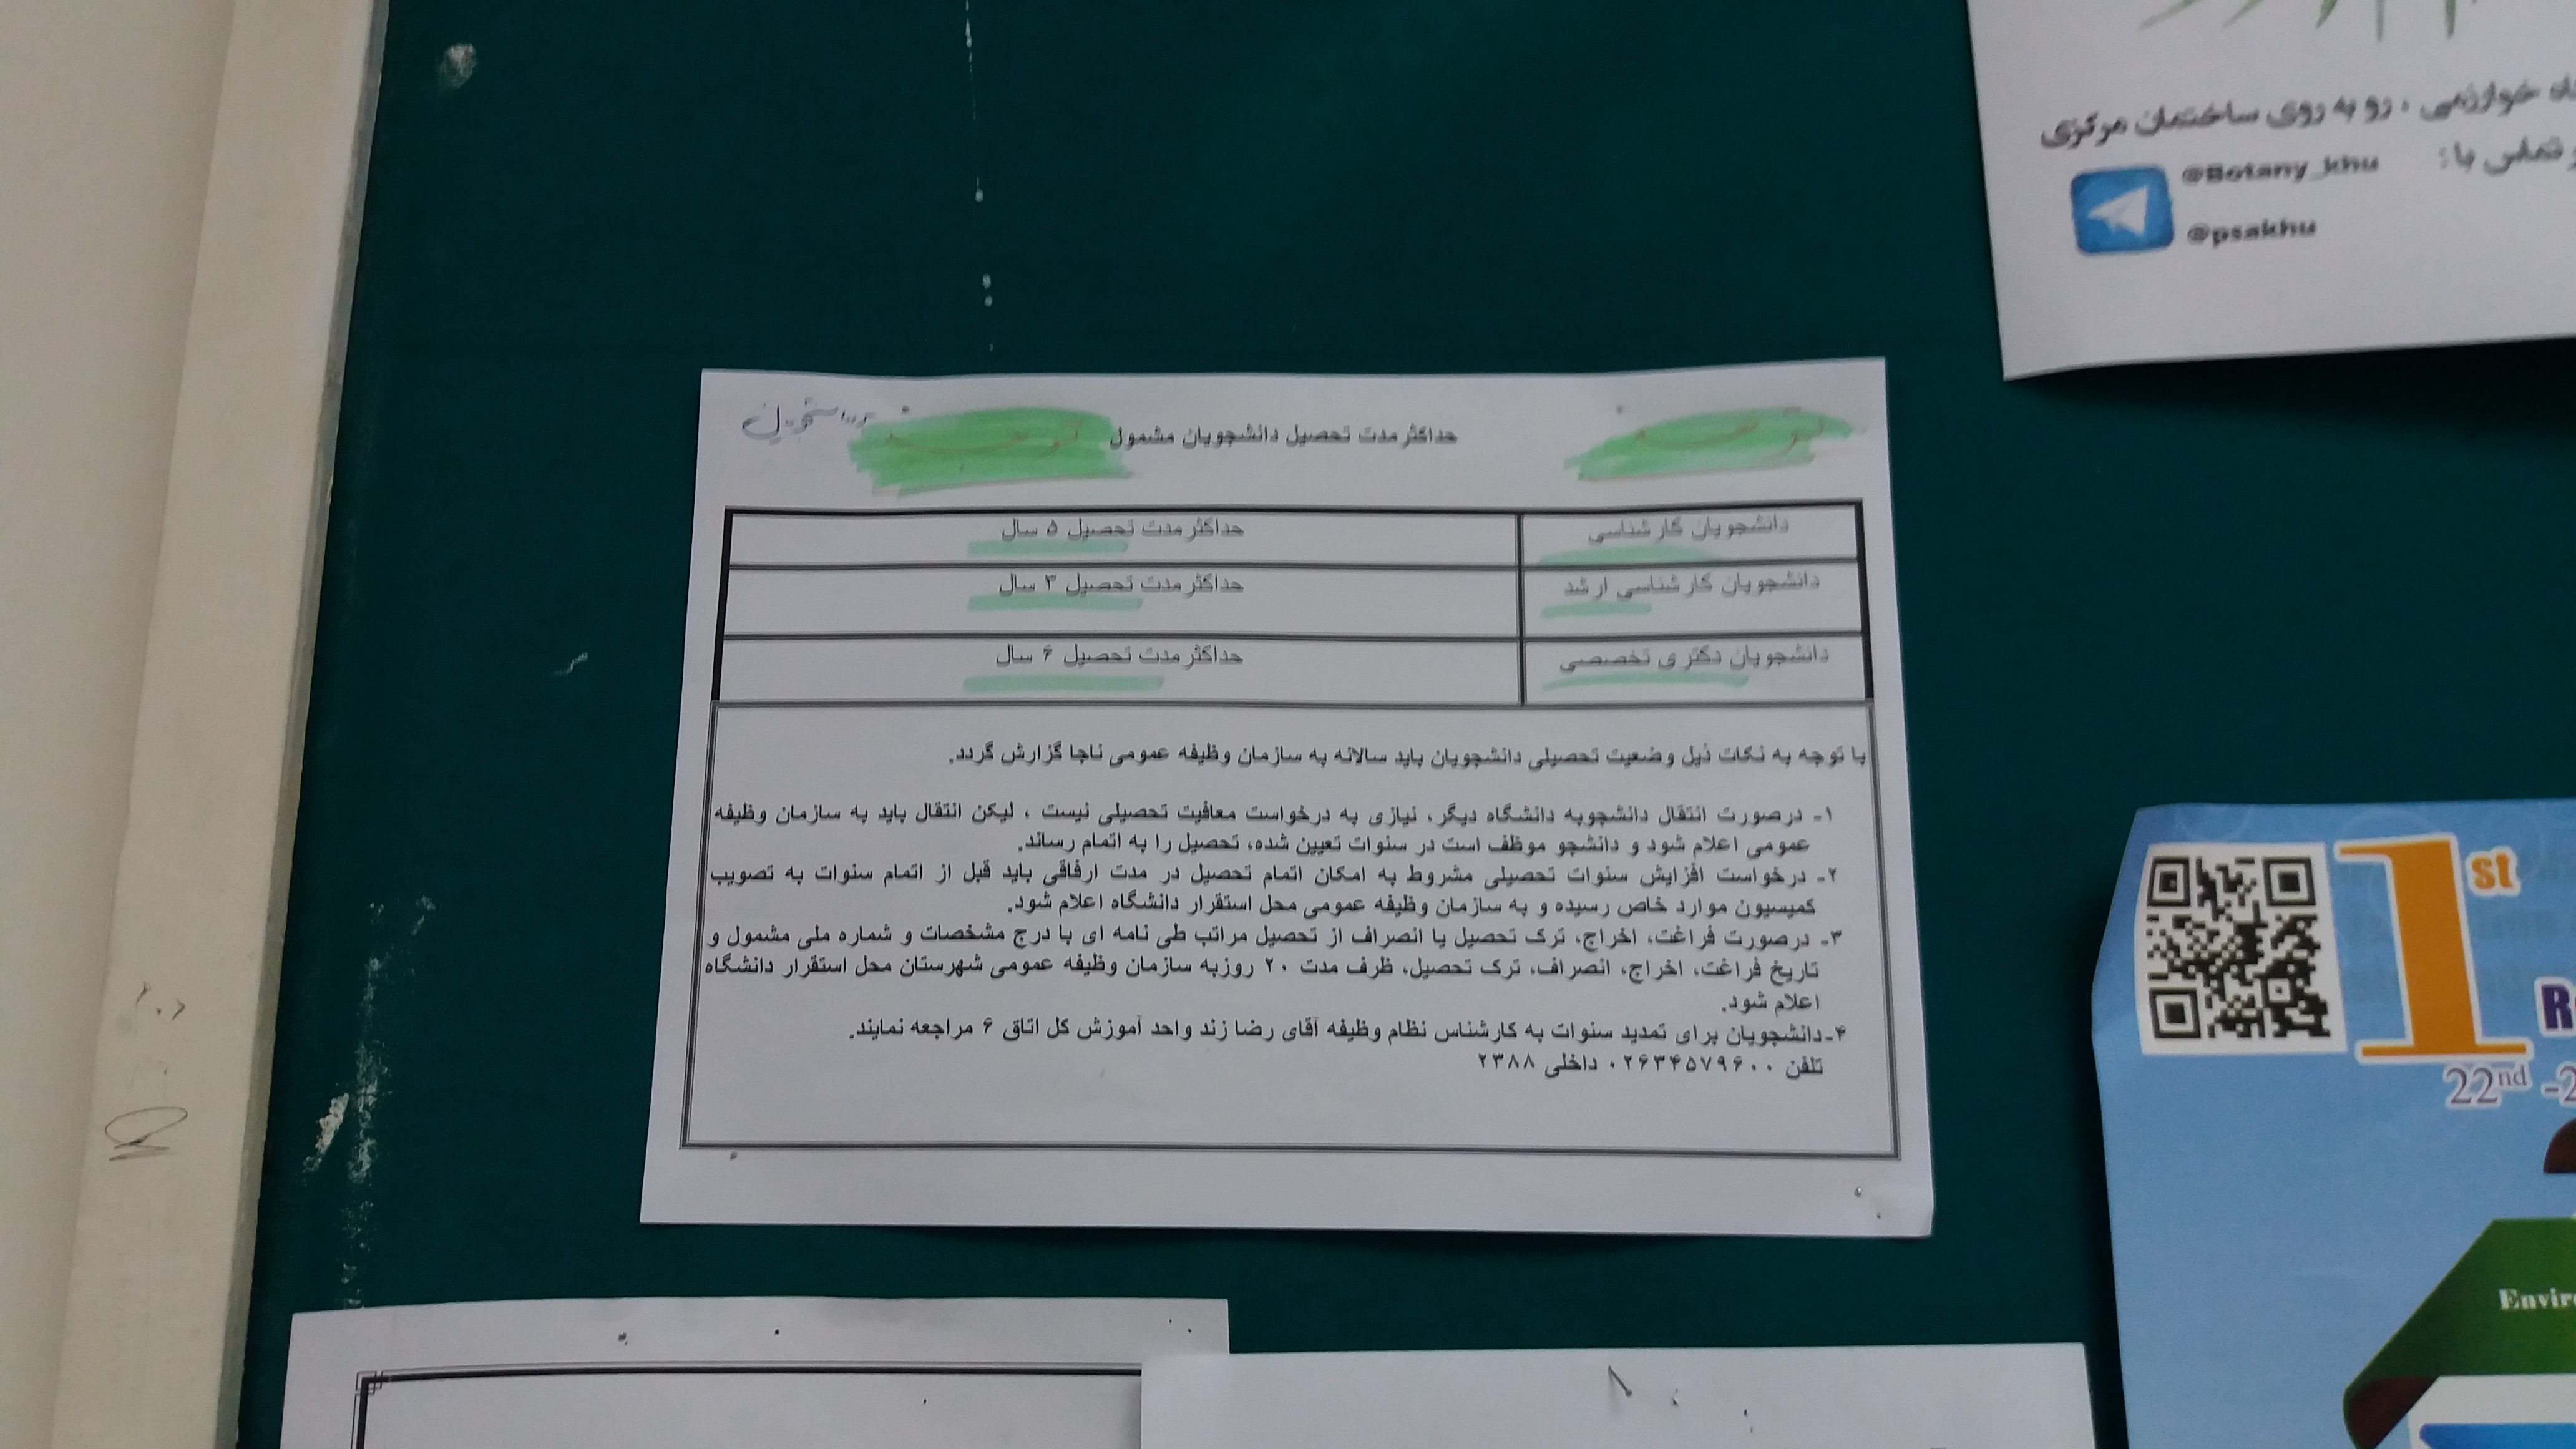 خوارزمی ، رو به روی ساختمان مرکزی
تماس با:
@Botany_khu
@psakhu
توجه حداکثر مدت تحصیل دانشجویان مشمول توجه
دانشجویان کارشناسی حداکثر مدت تحصیل ۵ سال
دانشجویان کارشناسی ارشد حداکثر مدت تحصیل ۳ سال
دانشجویان دکتری تخصصی حداکثر مدت تحصیل ۶ سال
با توجه به نکات ذیل وضعیت تحصیلی دانشجویان باید سالانه به سازمان وظیفه عمومی ناجا گزارش گردد.
۱- درصورت انتقال دانشجوبه دانشگاه دیگر، نیازی به درخواست معافیت تحصیلی نیست ، لیکن انتقال باید به سازمان وظیفه
عمومی اعلام شود و دانشجو موظف است در سنوات تعیین شده، تحصیل را به اتمام رساند.
۲- درخواست افزایش سنوات تحصیلی مشروط به امکان اتمام تحصیل در مدت ارفاقی باید قبل از اتمام سنوات به تصویب
کمیسیون موارد خاص رسیده و به سازمان وظیفه عمومی محل استقرار دانشگاه اعلام شود.
۳- درصورت فراغت، اخراج، ترک تحصیل یا انصراف از تحصیل مراتب طی نامه ای با درج مشخصات و شماره ملی مشمول و
تاریخ فراغت، اخراج، انصراف، ترک تحصیل، ظرف مدت ۲۰ روزبه سازمان وظیفه عمومی شهرستان محل استقرار دانشگاه
اعلام شود.
۴-دانشجویان برای تمدید سنوات به کارشناس نظام وظیفه آقای رضا زند واحد آموزش کل اتاق ۶ مراجعه نمایند.
تلفن ۰۲۶۳۴۵۷۹۶۰۰ داخلی ۲۳۸۸
1st
22nd